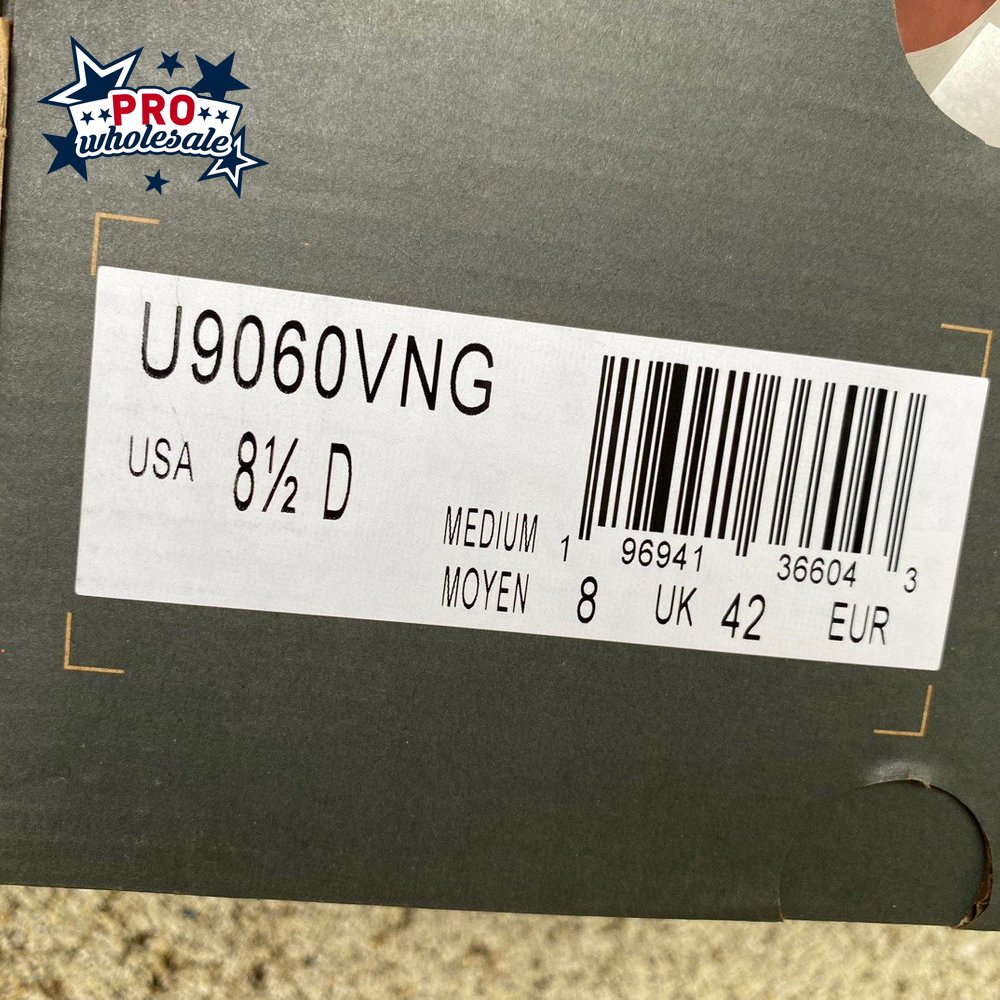 PRO
wholesale
U9060VNG
USA 8½ D
MEDIUM
MOYEN
1 96941 36604 3
8 UK 42 EUR